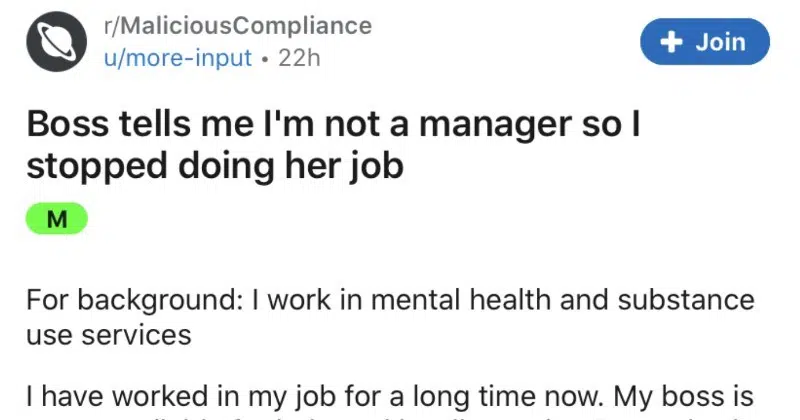 r/MaliciousCompliance
u/more-input • 22h
+ Join
Boss tells me I'm not a manager so I
stopped doing her job
M
For background: I work in mental health and substance
use services
I have worked in my job for a long time now. My boss is